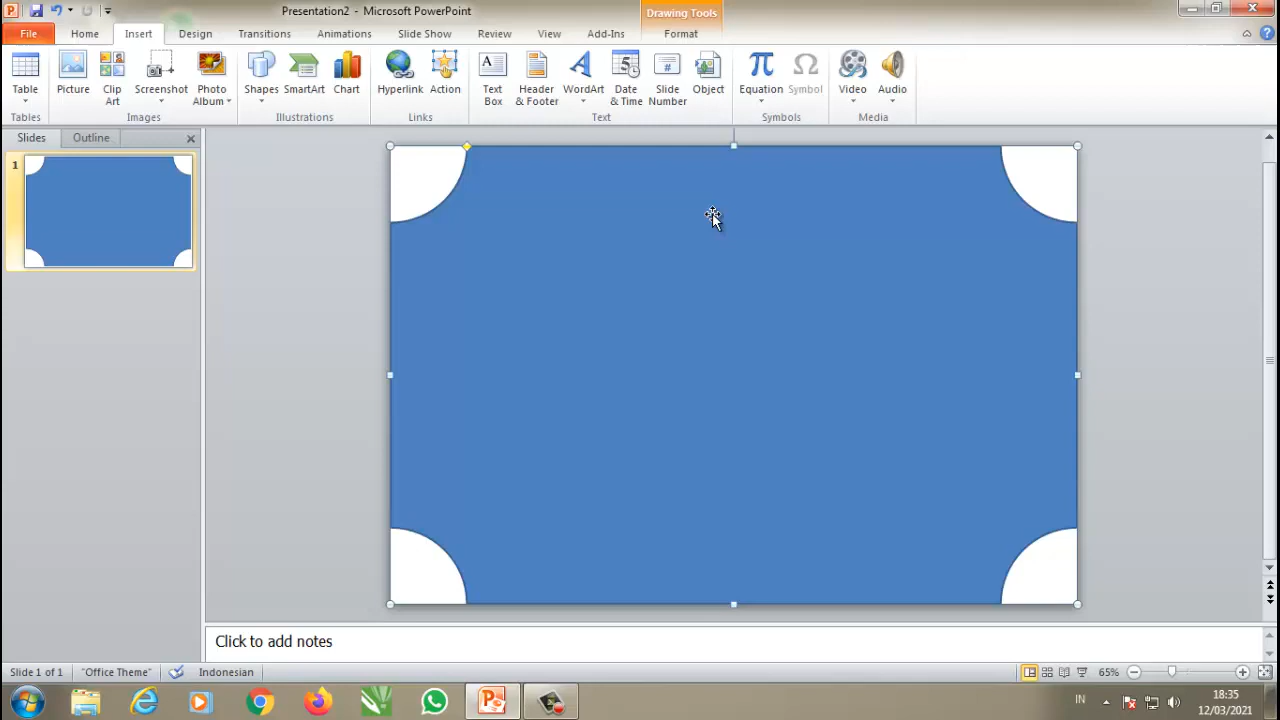 Presentation2 - Microsoft PowerPoint
Drawing Tools
File Home Insert Design Transitions Animations Slide Show Review View Add-Ins Format
Table
Picture
Clip Art
Screenshot
Photo Album
Shapes
SmartArt
Chart
Hyperlink
Action
Text Box
Header & Footer
WordArt
Date & Time
Slide Number
Object
Equation
Symbol
Video
Audio
Tables Images Illustrations Links Text Symbols Media
Slides Outline
1
Click to add notes
Slide 1 of 1 "Office Theme" Indonesian 65%
IN
18:35
12/03/2021